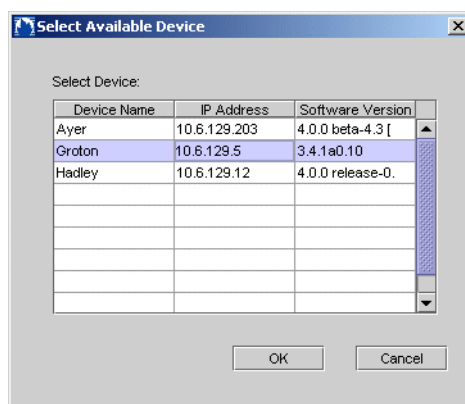 Select Available Device
Select Device:
Device Name IP Address Software Version
Ayer 10.6.129.203 4.0.0 beta-4.3 [
Groton 10.6.129.5 3.4.1a0.10
Hadley 10.6.129.12 4.0.0 release-0.
OK Cancel